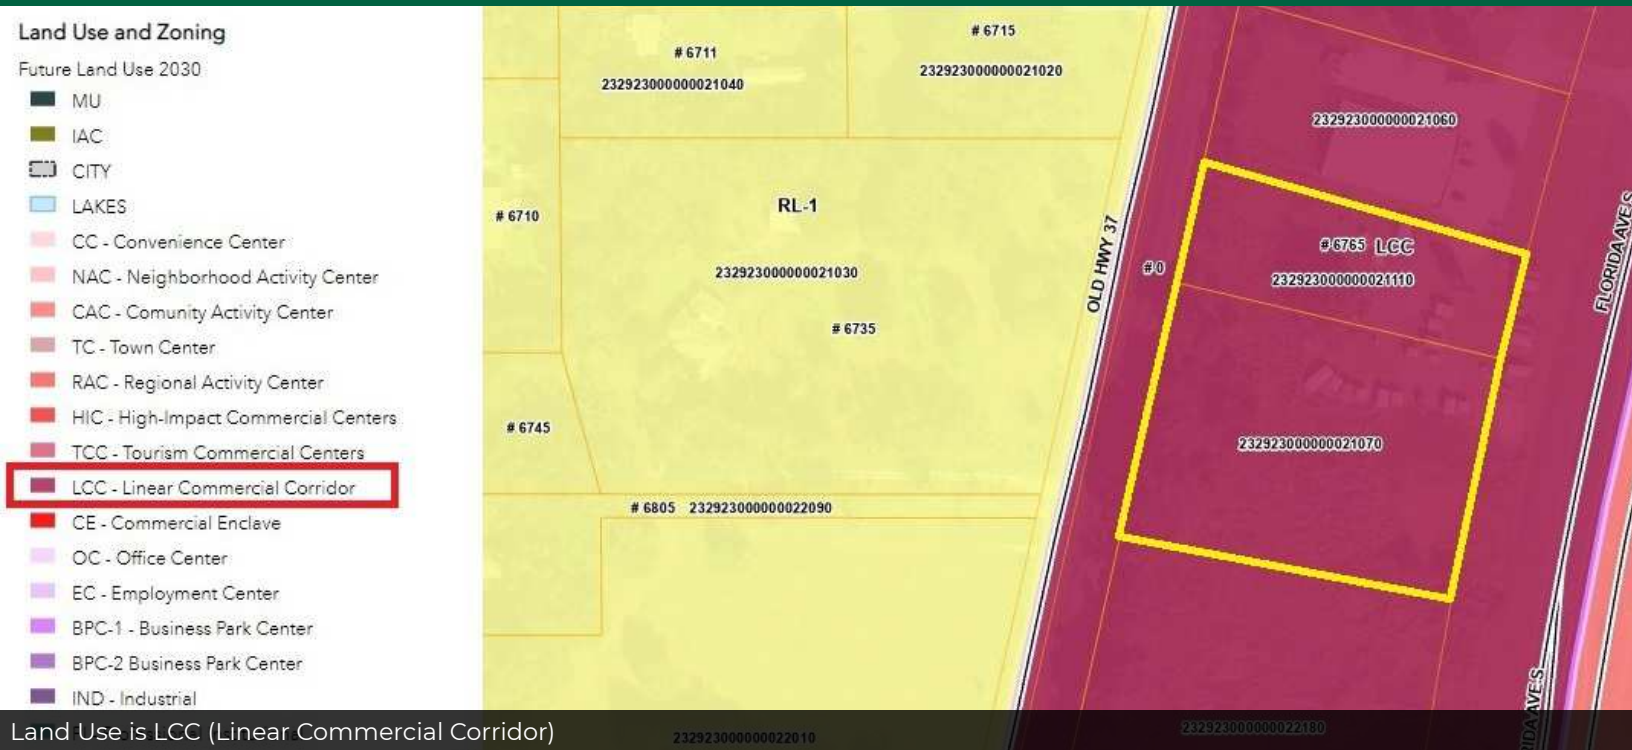 Land Use and Zoning
Future Land Use 2030
MU
IAC
CITY
LAKES
CC - Convenience Center
NAC - Neighborhood Activity Center
CAC - Comunity Activity Center
TC - Town Center
RAC - Regional Activity Center
HIC - High-Impact Commercial Centers
TCC - Tourism Commercial Centers
LCC - Linear Commercial Corridor
CE - Commercial Enclave
OC - Office Center
EC - Employment Center
BPC-1 - Business Park Center
BPC-2 Business Park Center
IND - Industrial
# 6711
232923000000021040
# 6715
232923000000021020
232923000000021060
# 6710
RL-1
232923000000021030
# 6735
OLD HWY 37
# 0
# 6765 LCC
232923000000021110
FLORIDA AVE S
232923000000021070
# 6745
# 6805 232923000000022090
232923000000022180
232923000000022010
RIDA AVE S
Land Use is LCC (Linear Commercial Corridor)